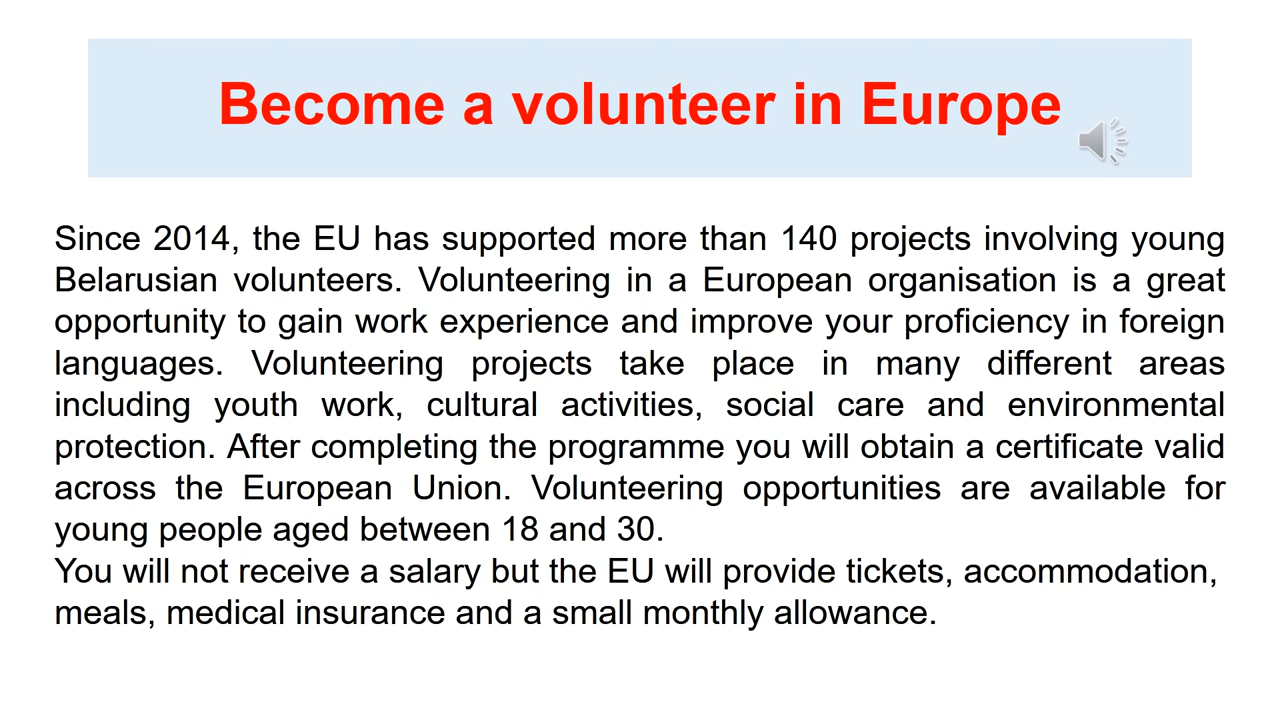 Become a volunteer in Europe
Since 2014, the EU has supported more than 140 projects involving young
Belarusian volunteers. Volunteering in a European organisation is a great
opportunity to gain work experience and improve your proficiency in foreign
languages. Volunteering projects take place in many different areas
including youth work, cultural activities, social care and environmental
protection. After completing the programme you will obtain a certificate valid
across the European Union. Volunteering opportunities are available for
young people aged between 18 and 30.
You will not receive a salary but the EU will provide tickets, accommodation,
meals, medical insurance and a small monthly allowance.